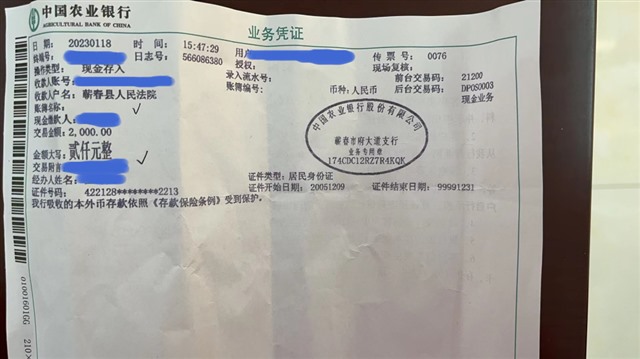 中国农业银行
AGRICULTURAL BANK OF CHINA
业务凭证
日 期: 20230118 时 间: 15:47:29 用户 传 票 号: 0076
日志号: 566086380 授权: 现场复核:
操作类型: 现金存入 录入流水号: 前台交易码: 21200
收款人账号: 账簿编号: 币种: 人民币 后台交易码: DPOS0003
收款人户名: 蕲春县人民法院 现金业务
账簿名称:
现金缴款人:
交易金额: 2,000.00
金额大写: 贰仟元整
交易附言
经办人姓名: 证件类型: 居民身份证
证件号码: 422128********2213 证件开始日期: 20051209 证件结束日期: 99991231
我行吸收的本外币存款依照《存款保险条例》受到保护。
中国农业银行股份有限公司
蕲春市府大道支行
业务专用章
174CDC12RZ7R4KQK
01001601GG
210×